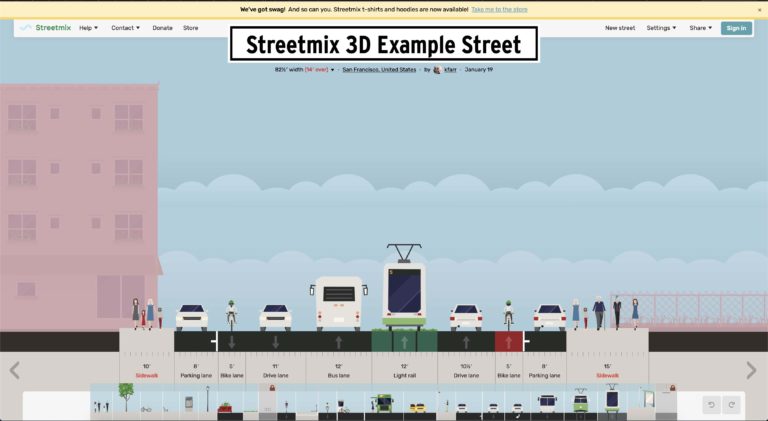 We've got swag! And so can you. Streetmix t-shirts and hoodies are now available! Take me to the store
Streetmix Help Contact Donate Store New street Settings Share Sign in
Streetmix 3D Example Street
82½' width (14' over) · San Francisco, United States · by kfarr · January 19
10' 8' 5' 11' 12' 12' 10½' 5' 8' 15'
Sidewalk Parking lane Bike lane Drive lane Bus lane Light rail Drive lane Bike lane Parking lane Sidewalk